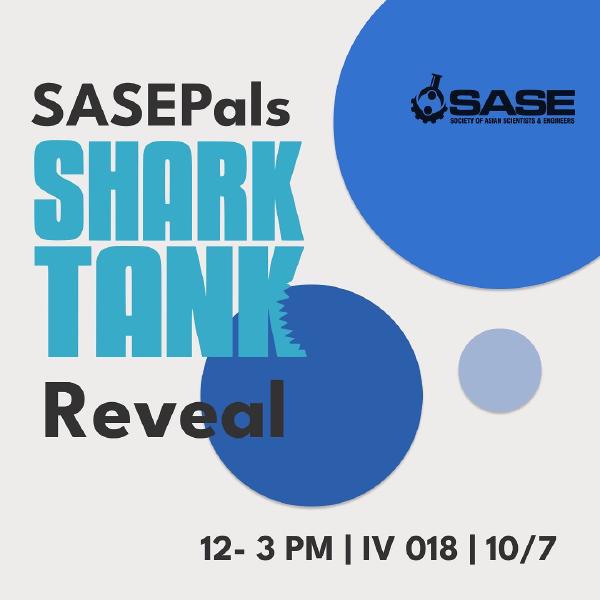 SASEPals
SHARK
TANK
Reveal
SASE
SOCIETY OF ASIAN SCIENTISTS & ENGINEERS
12- 3 PM | IV 018 | 10/7